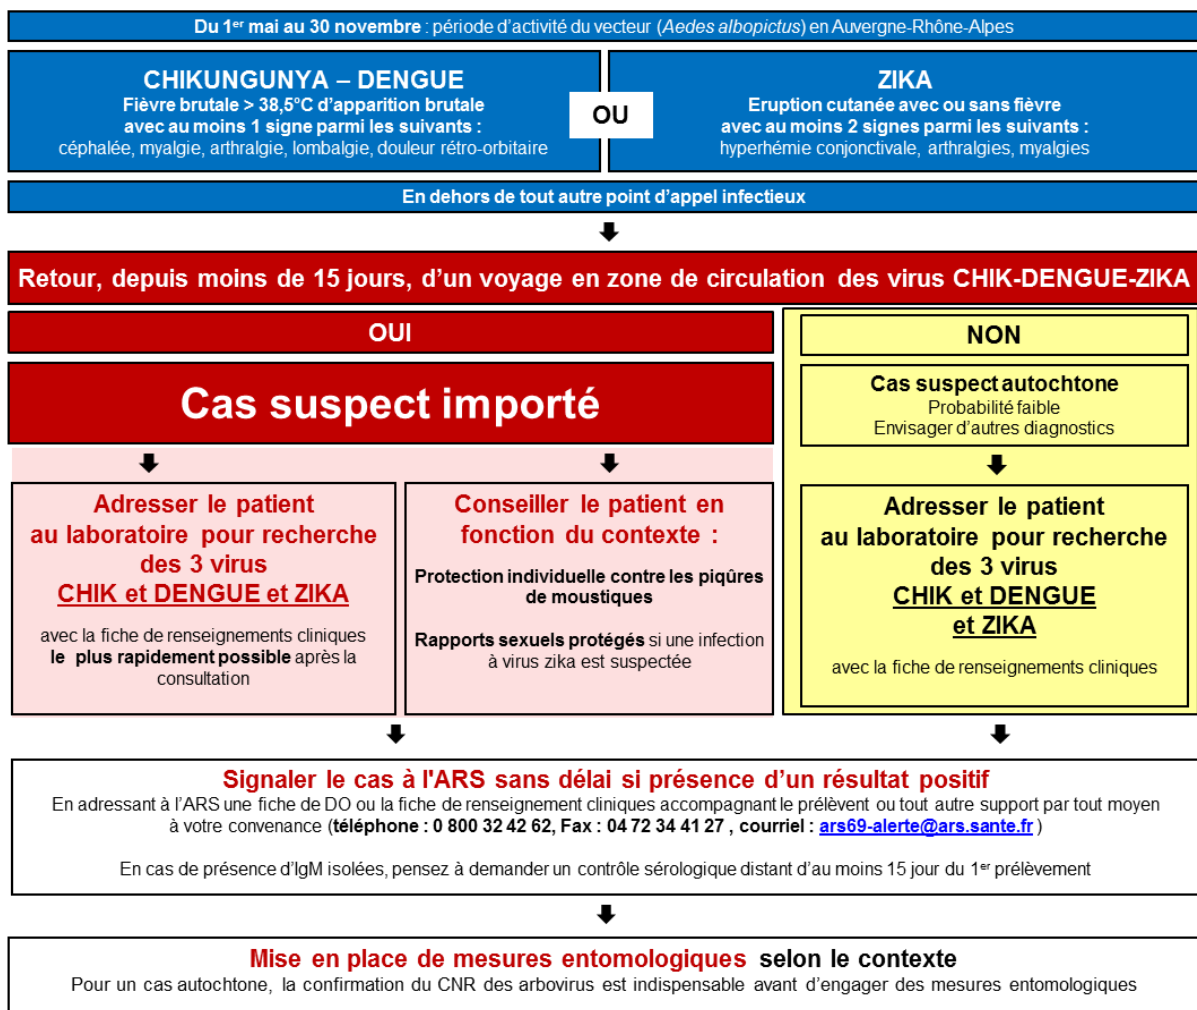 Du 1er mai au 30 novembre : période d'activité du vecteur (Aedes albopictus) en Auvergne-Rhône-Alpes
CHIKUNGUNYA – DENGUE
Fièvre brutale > 38,5°C d'apparition brutale
avec au moins 1 signe parmi les suivants :
céphalée, myalgie, arthralgie, lombalgie, douleur rétro-orbitaire
OU
ZIKA
Eruption cutanée avec ou sans fièvre
avec au moins 2 signes parmi les suivants :
hyperhémie conjonctivale, arthralgies, myalgies
En dehors de tout autre point d'appel infectieux
Retour, depuis moins de 15 jours, d'un voyage en zone de circulation des virus CHIK-DENGUE-ZIKA
OUI
Cas suspect importé
Adresser le patient
au laboratoire pour recherche
des 3 virus
CHIK et DENGUE et ZIKA
avec la fiche de renseignements cliniques
le plus rapidement possible après la
consultation
Conseiller le patient en
fonction du contexte :
Protection individuelle contre les piqûres
de moustiques
Rapports sexuels protégés si une infection
à virus zika est suspectée
NON
Cas suspect autochtone
Probabilité faible
Envisager d'autres diagnostics
Adresser le patient
au laboratoire pour recherche
des 3 virus
CHIK et DENGUE
et ZIKA
avec la fiche de renseignements cliniques
Signaler le cas à l'ARS sans délai si présence d'un résultat positif
En adressant à l'ARS une fiche de DO ou la fiche de renseignement cliniques accompagnant le prélèvent ou tout autre support par tout moyen
à votre convenance (téléphone : 0 800 32 42 62, Fax : 04 72 34 41 27 , courriel : ars69-alerte@ars.sante.fr )
En cas de présence d'IgM isolées, pensez à demander un contrôle sérologique distant d'au moins 15 jour du 1er prélèvement
Mise en place de mesures entomologiques selon le contexte
Pour un cas autochtone, la confirmation du CNR des arbovirus est indispensable avant d'engager des mesures entomologiques